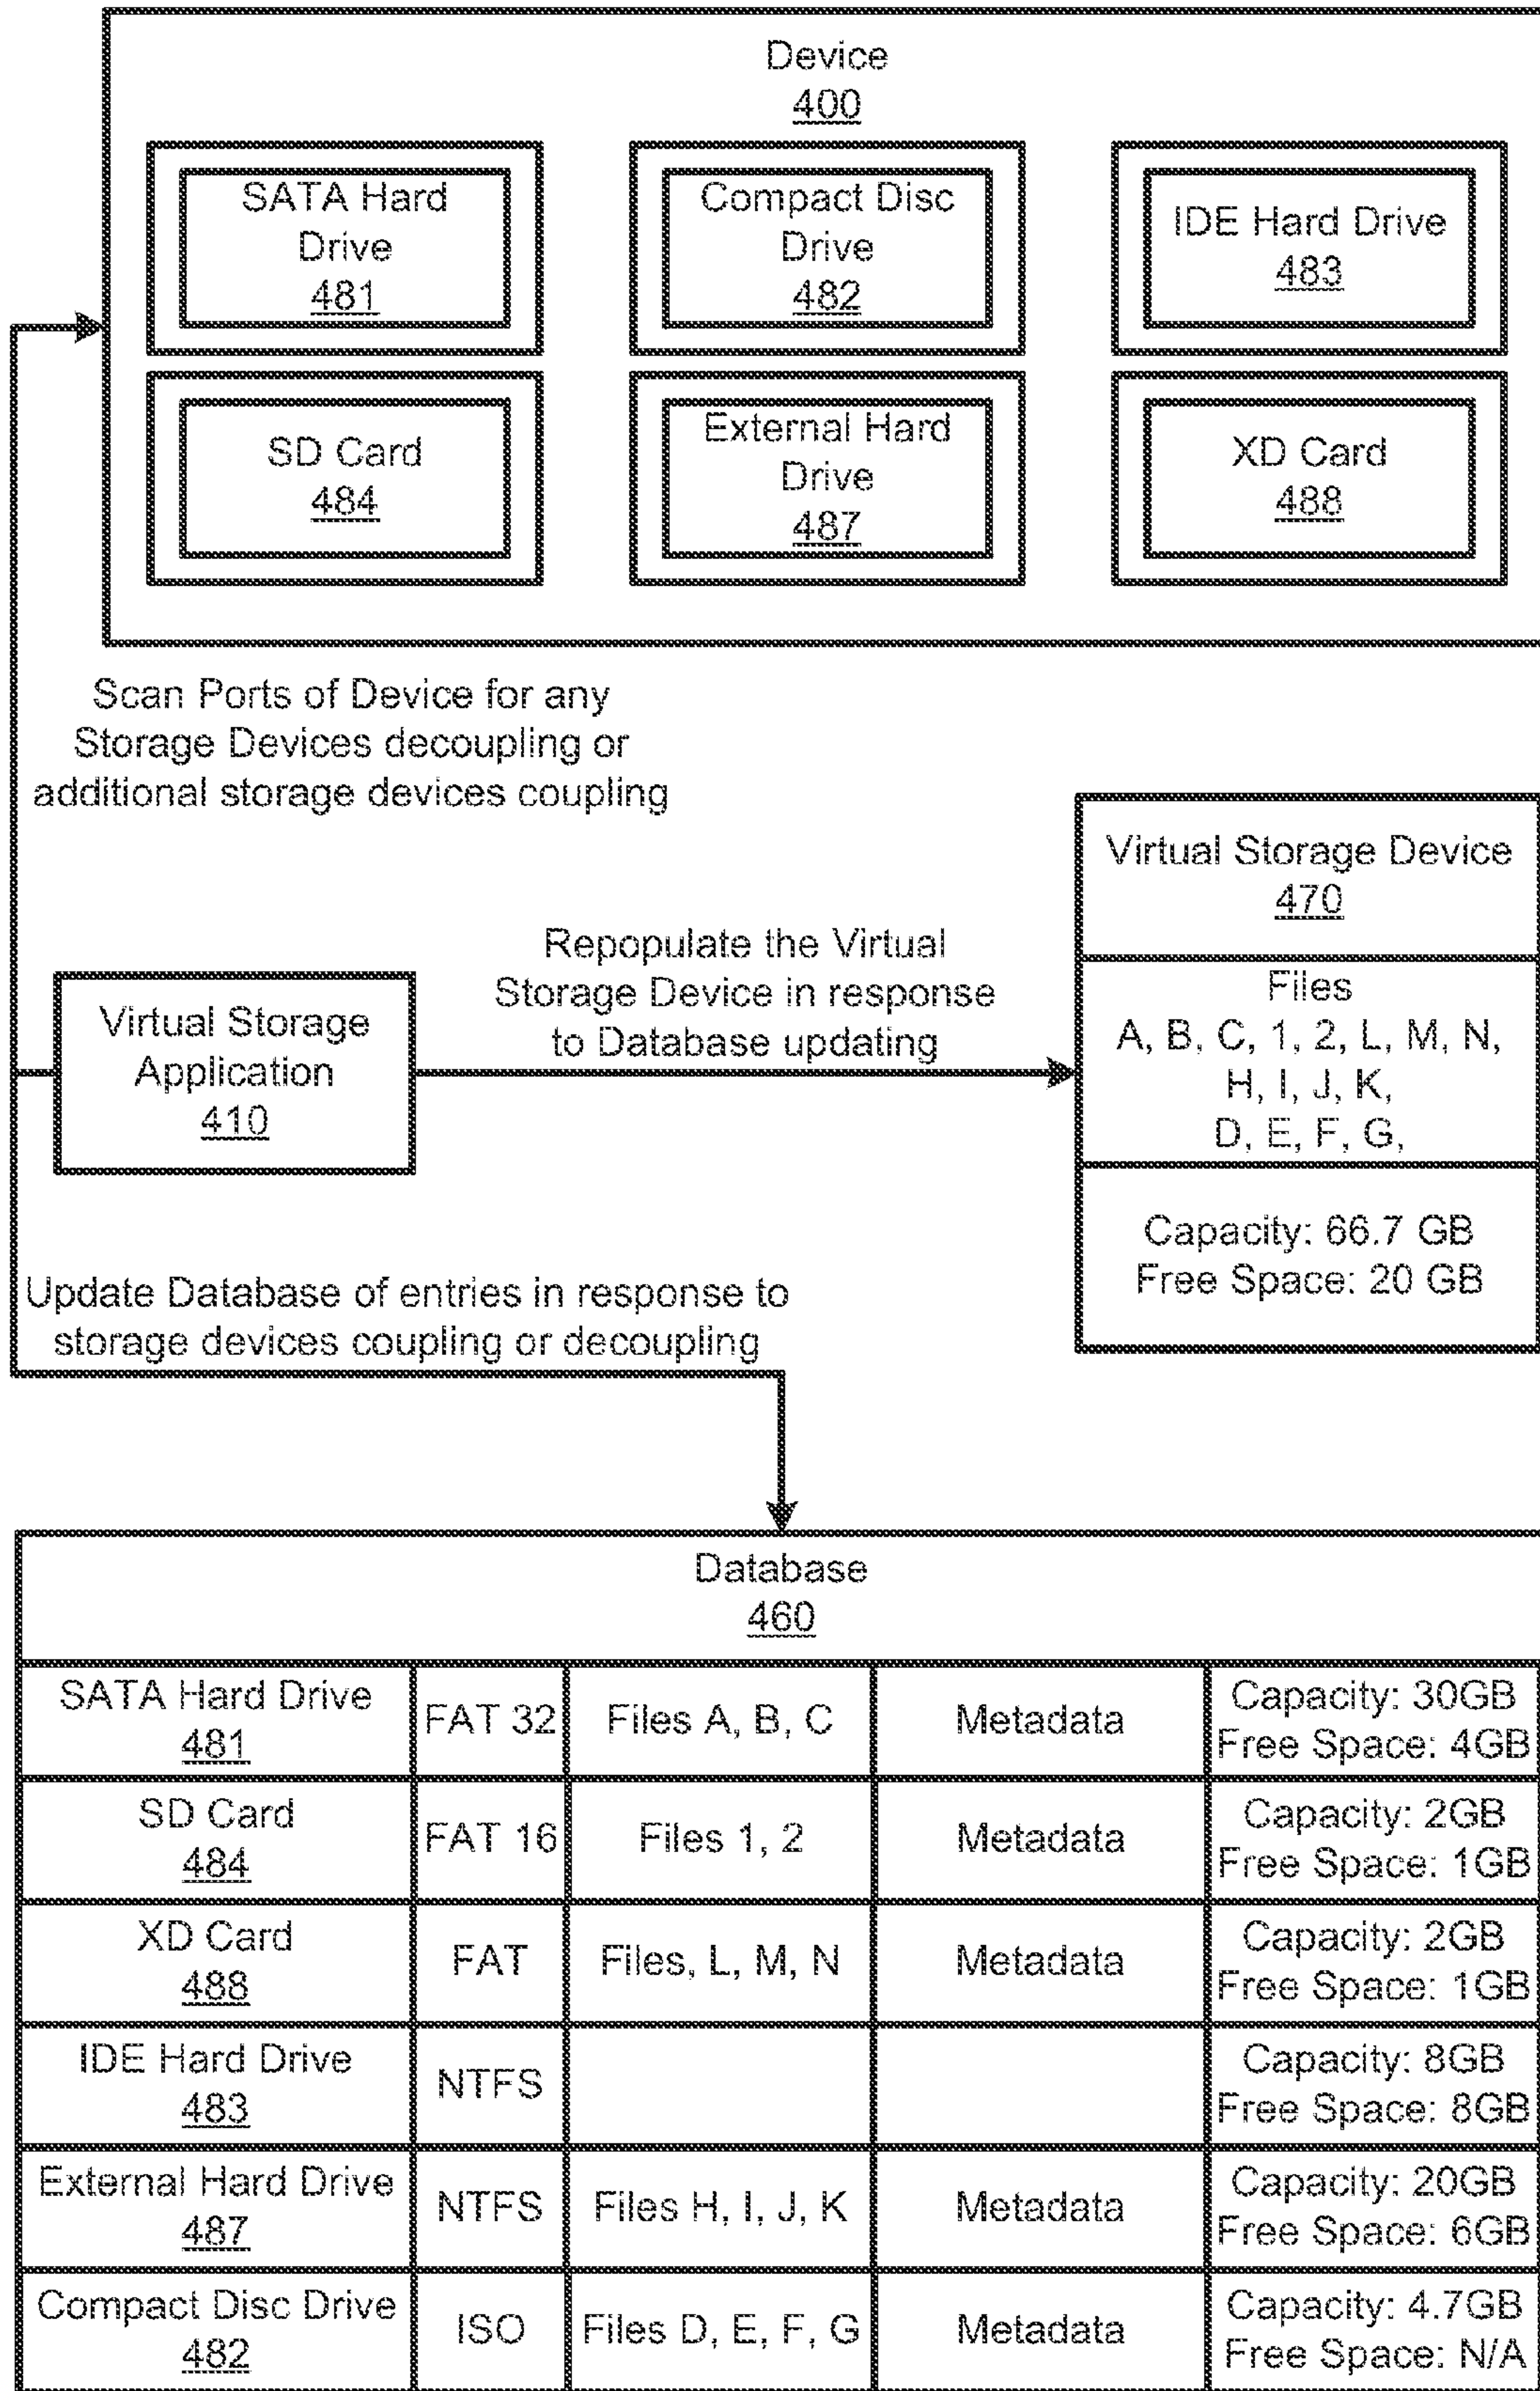 Device
400
SATA Hard
Drive
481
Compact Disc
Drive
482
IDE Hard Drive
483
SD Card
484
External Hard
Drive
487
XD Card
488
Scan Ports of Device for any
Storage Devices decoupling or
additional storage devices coupling
Virtual Storage
Application
410
Repopulate the Virtual
Storage Device in response
to Database updating
Virtual Storage Device
470
Files
A, B, C, 1, 2, L, M, N,
H, I, J, K,
D, E, F, G,
Capacity: 66.7 GB
Free Space: 20 GB
Update Database of entries in response to
storage devices coupling or decoupling
Database
460
SATA Hard Drive
481
FAT 32
Files A, B, C
Metadata
Capacity: 30GB
Free Space: 4GB
SD Card
484
FAT 16
Files 1, 2
Metadata
Capacity: 2GB
Free Space: 1GB
XD Card
488
FAT
Files, L, M, N
Metadata
Capacity: 2GB
Free Space: 1GB
IDE Hard Drive
483
NTFS
Capacity: 8GB
Free Space: 8GB
External Hard Drive
487
NTFS
Files H, I, J, K
Metadata
Capacity: 20GB
Free Space: 6GB
Compact Disc Drive
482
ISO
Files D, E, F, G
Metadata
Capacity: 4.7GB
Free Space: N/A